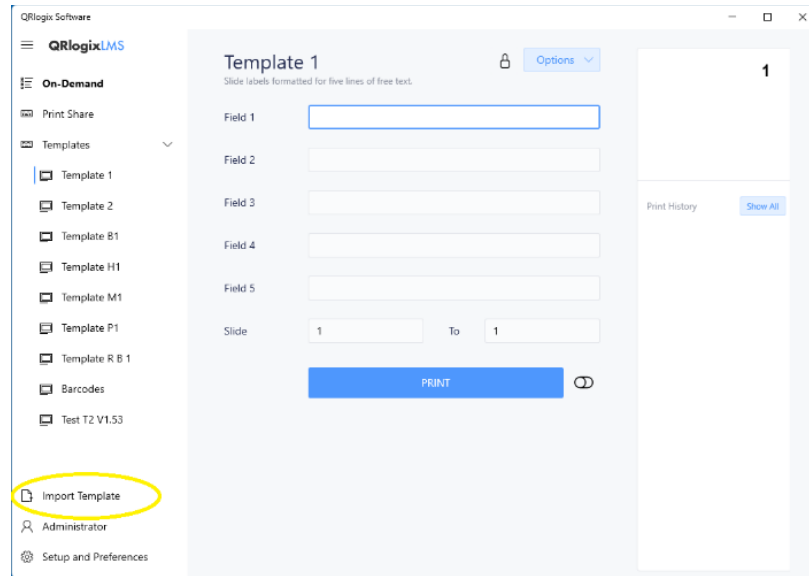 QRlogix Software
QRlogixLMS
On-Demand
Print Share
Templates
Template 1
Template 2
Template B1
Template H1
Template M1
Template P1
Template R B 1
Barcodes
Test T2 V1.53
Import Template
Administrator
Setup and Preferences
Template 1
Options
Slide labels formatted for five lines of free text.
Field 1
Field 2
Field 3
Field 4
Field 5
Slide 1 To 1
PRINT
1
Print History Show All